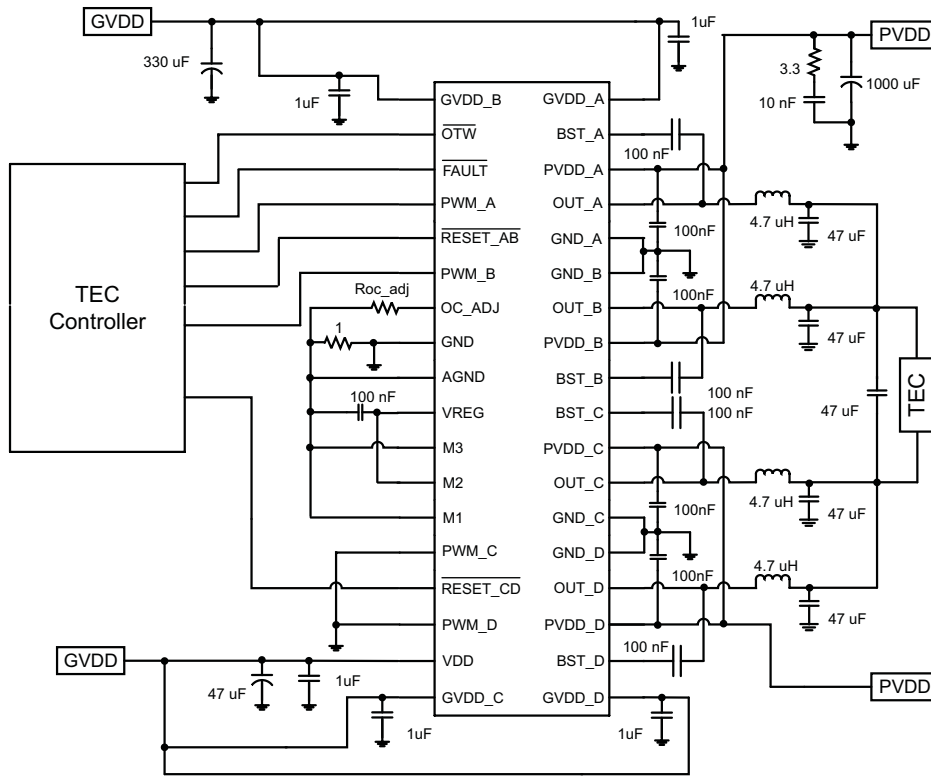 GVDD
1uF
PVDD
330 uF
3.3
1000 uF
1uF
10 nF
GVDD_B
GVDD_A
OTW
BST_A
100 nF
FAULT
PVDD_A
PWM_A
OUT_A
4.7 uH
47 uF
100nF
RESET_AB
GND_A
PWM_B
GND_B
100nF
4.7 uH
Roc_adj
OC_ADJ
OUT_B
47 uF
TEC
Controller
1
GND
PVDD_B
AGND
BST_B
100 nF
TEC
100 nF
VREG
BST_C
100 nF
47 uF
M3
PVDD_C
M2
OUT_C
4.7 uH
47 uF
100nF
M1
GND_C
PWM_C
GND_D
100nF
4.7 uH
RESET_CD
OUT_D
47 uF
PWM_D
PVDD_D
100 nF
GVDD
VDD
BST_D
47 uF
1uF
PVDD
GVDD_C
GVDD_D
1uF
1uF